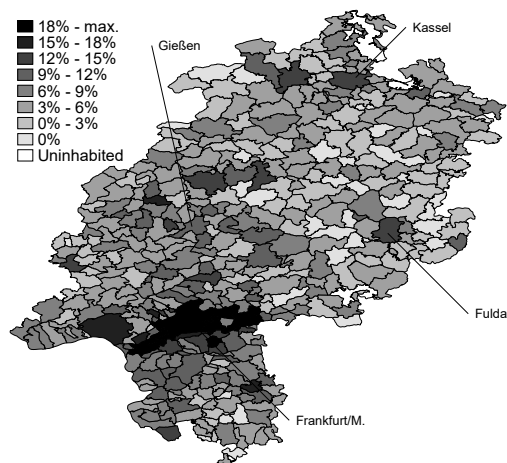 18% - max.
15% - 18%
12% - 15%
9% - 12%
6% - 9%
3% - 6%
0% - 3%
0%
Uninhabited
Gießen
Kassel
Fulda
Frankfurt/M.